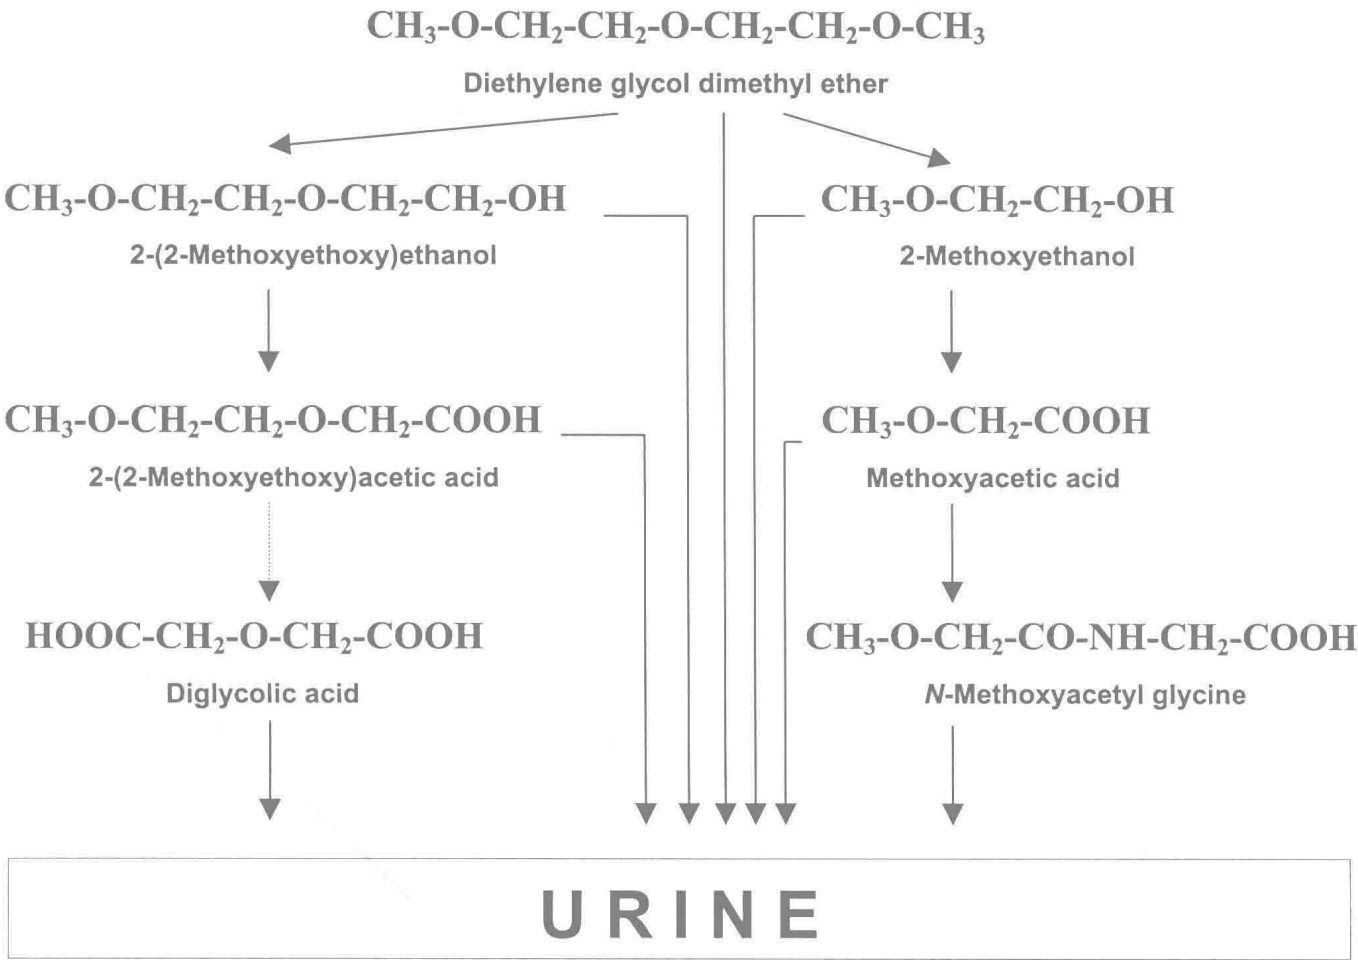 CH₃-O-CH₂-CH₂-O-CH₂-CH₂-O-CH₃
Diethylene glycol dimethyl ether
CH₃-O-CH₂-CH₂-O-CH₂-CH₂-OH
2-(2-Methoxyethoxy)ethanol
CH₃-O-CH₂-CH₂-OH
2-Methoxyethanol
CH₃-O-CH₂-CH₂-O-CH₂-COOH
2-(2-Methoxyethoxy)acetic acid
CH₃-O-CH₂-COOH
Methoxyacetic acid
HOOC-CH₂-O-CH₂-COOH
Diglycolic acid
CH₃-O-CH₂-CO-NH-CH₂-COOH
N-Methoxyacetyl glycine
URINE